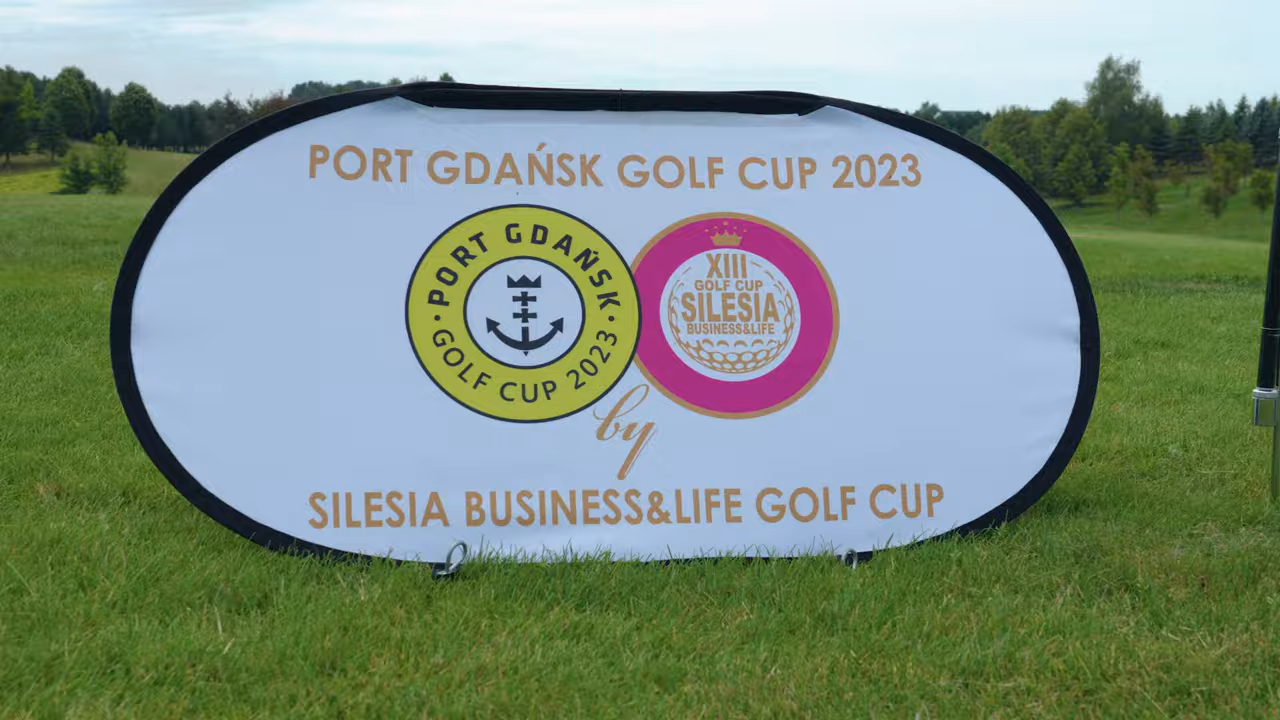 PORT GDAŃSK GOLF CUP 2023
PORT GDAŃSK
GOLF CUP 2023
XIII
GOLF CUP
SILESIA
BUSINESS&LIFE
by
SILESIA BUSINESS&LIFE GOLF CUP